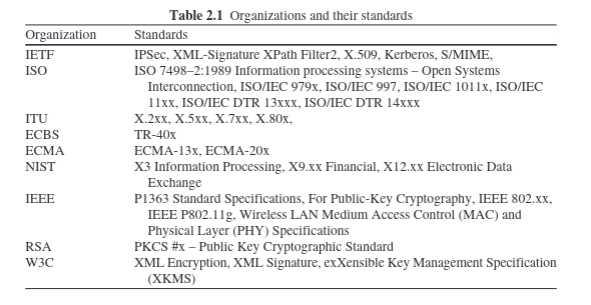 Table 2.1 Organizations and their standards
Organization Standards
IETF IPSec, XML-Signature XPath Filter2, X.509, Kerberos, S/MIME,
ISO ISO 7498–2:1989 Information processing systems – Open Systems
Interconnection, ISO/IEC 979x, ISO/IEC 997, ISO/IEC 1011x, ISO/IEC
11xx, ISO/IEC DTR 13xxx, ISO/IEC DTR 14xxx
ITU X.2xx, X.5xx, X.7xx, X.80x,
ECBS TR-40x
ECMA ECMA-13x, ECMA-20x
NIST X3 Information Processing, X9.xx Financial, X12.xx Electronic Data
Exchange
IEEE P1363 Standard Specifications, For Public-Key Cryptography, IEEE 802.xx,
IEEE P802.11g, Wireless LAN Medium Access Control (MAC) and
Physical Layer (PHY) Specifications
RSA PKCS #x – Public Key Cryptographic Standard
W3C XML Encryption, XML Signature, exXensible Key Management Specification
(XKMS)